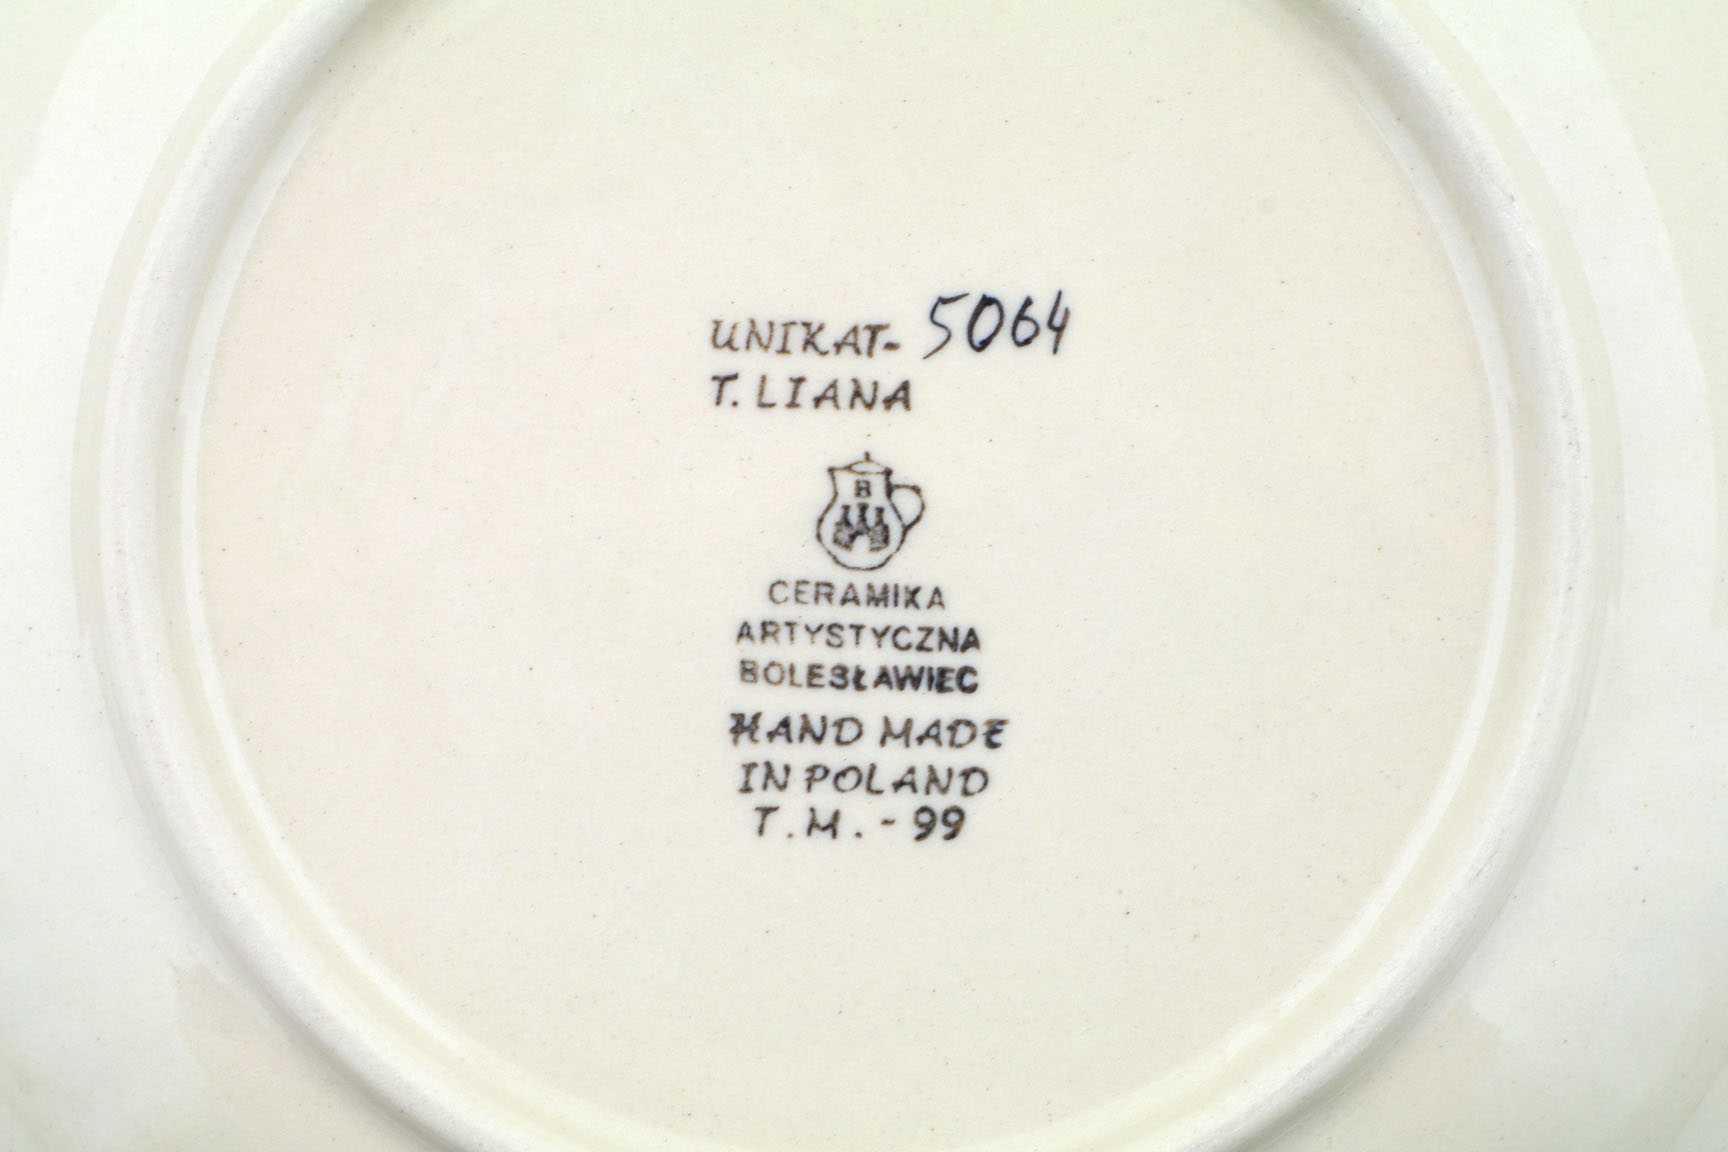 UNIKAT- 5064
T. LIANA
B
CERAMIKA
ARTYSTYCZNA
BOLESŁAWIEC
HAND MADE
IN POLAND
T.M. - 99